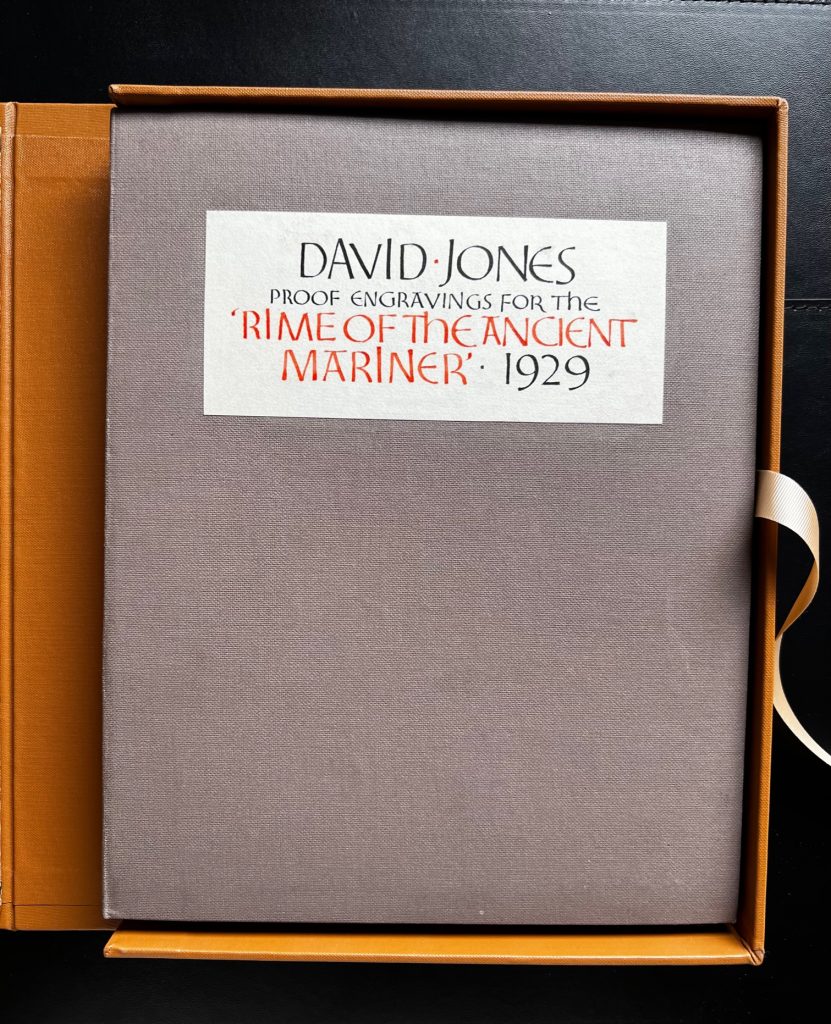 DAVID · JONES
PROOF ENGRAVINGS FOR THE
‘RIME OF ThE ANCIENT
MARINER’ · 1929